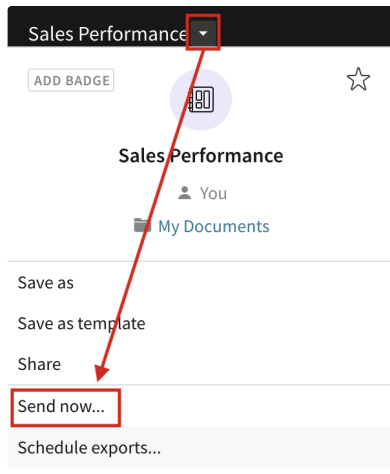 Sales Performance
ADD BADGE
Sales Performance
You
My Documents
Save as
Save as template
Share
Send now...
Schedule exports...